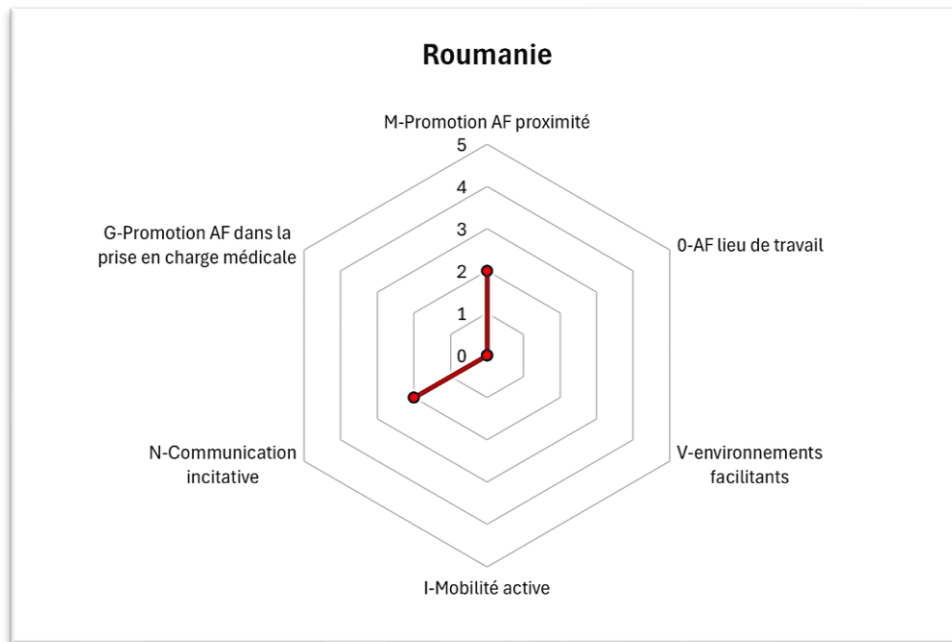 Roumanie
M-Promotion AF proximité
5
4
3
2
1
0
0-AF lieu de travail
V-environnements
facilitants
I-Mobilité active
N-Communication
incitative
G-Promotion AF dans la
prise en charge médicale